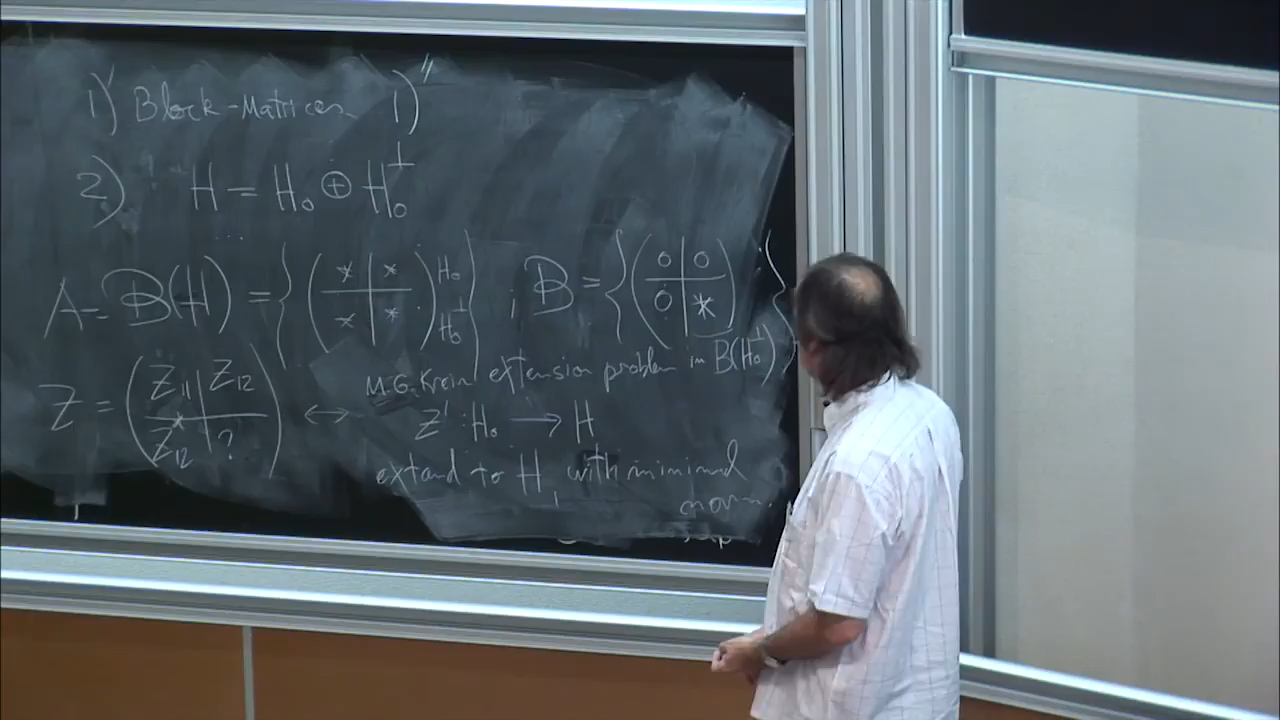 1)' Block-Matrices 1)''
2) H = H₀ ⊕ H₀^⊥
A = B(H) = { ( * | * / * | * ) H₀ H₀^⊥ } ; B = { ( 0 | 0 / 0 | * ) }
M.G. Krein extension problem in B(H₀^⊥)
Z = ( Z₁₁ | Z₁₂ / Z₁₂* | ? ) ↔ Z' : H₀ → H
extend to H, with minimal
norm.